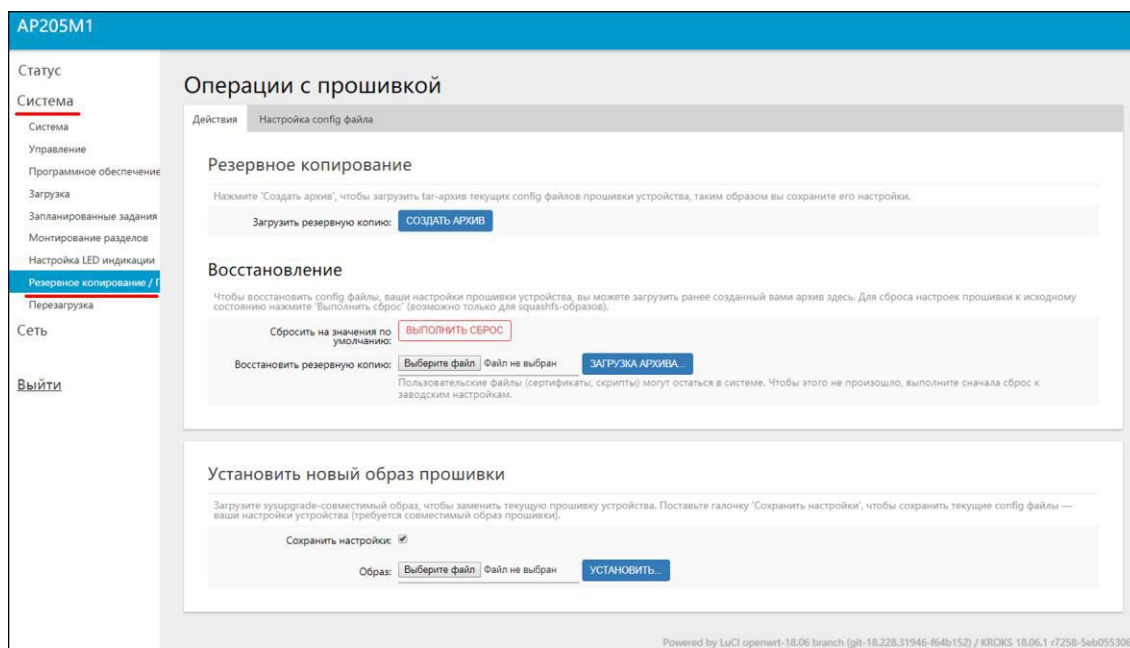 AP205M1
Статус
Система
Система
Управление
Программное обеспечение
Загрузка
Запланированные задания
Монтирование разделов
Настройка LED индикации
Резервное копирование /
Перезагрузка
Сеть
Выйти
Операции с прошивкой
Действия Настройка config файла
Резервное копирование
Нажмите 'Создать архив', чтобы загрузить tar-архив текущих config файлов прошивки устройства, таким образом вы сохраните его настройки.
Загрузить резервную копию: СОЗДАТЬ АРХИВ
Восстановление
Чтобы восстановить config файлы, ваши настройки прошивки устройства, вы можете загрузить ранее созданный вами архив здесь. Для сброса настроек прошивки к исходному
состоянию нажмите 'Выполнить сброс' (возможно только для squashfs-образов).
Сбросить на значения по
умолчанию:
ВЫПОЛНИТЬ СБРОС
Восстановить резервную копию: Выберите файл Файл не выбран ЗАГРУЗКА АРХИВА...
Пользовательские файлы (сертификаты, скрипты) могут остаться в системе. Чтобы этого не произошло, выполните сначала сброс к
заводским настройкам.
Установить новый образ прошивки
Загрузите sysupgrade-совместимый образ, чтобы заменить текущую прошивку устройства. Поставьте галочку 'Сохранить настройки', чтобы сохранить текущие config файлы —
ваши настройки устройства (требуется совместимый образ прошивки).
Сохранить настройки:
Образ: Выберите файл Файл не выбран УСТАНОВИТЬ...
Powered by LuCI openwrt-18.06 branch (git-18.228.31946-f64b152) / KROKS 18.06.1 r7258-5eb055306